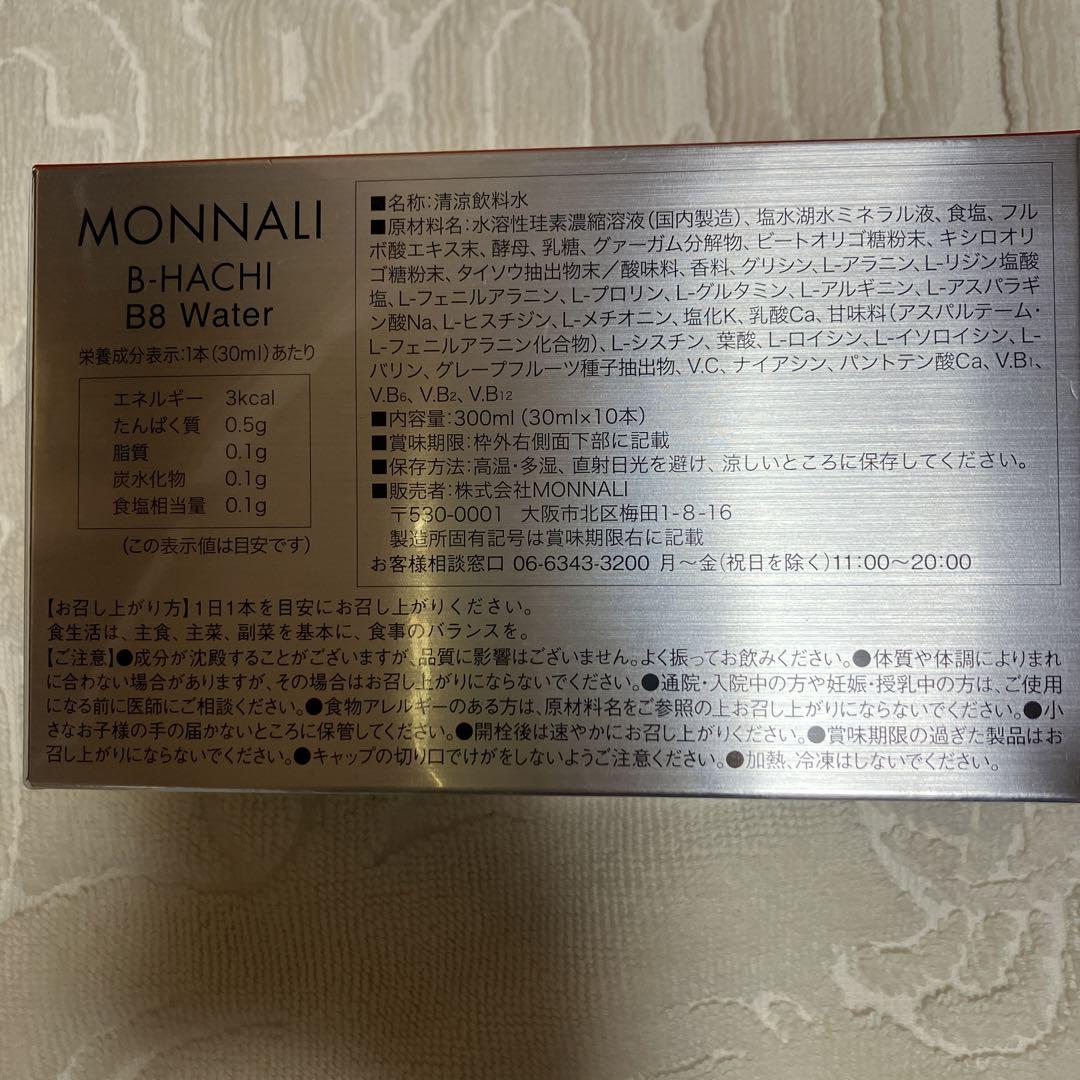 MONNALI
B-HACHI
B8 Water
栄養成分表示:1本(30ml)あたり
エネルギー 3kcal
たんぱく質 0.5g
脂質 0.1g
炭水化物 0.1g
食塩相当量 0.1g
(この表示値は目安です)
■名称:清涼飲料水
■原材料名:水溶性珪素濃縮溶液(国内製造)、塩水湖水ミネラル液、食塩、フル
ボ酸エキス末、酵母、乳糖、グァーガム分解物、ビートオリゴ糖粉末、キシロオリ
ゴ糖粉末、タイソウ抽出物末/酸味料、香料、グリシン、L-アラニン、L-リジン塩酸
塩、L-フェニルアラニン、L-プロリン、L-グルタミン、L-アルギニン、L-アスパラギ
ン酸Na、L-ヒスチジン、L-メチオニン、塩化K、乳酸Ca、甘味料(アスパルテーム・
L-フェニルアラニン化合物)、L-シスチン、葉酸、L-ロイシン、L-イソロイシン、L-
バリン、グレープフルーツ種子抽出物、V.C、ナイアシン、パントテン酸Ca、V.B₁、
V.B₆、V.B₂、V.B₁₂
■内容量:300ml (30ml×10本)
■賞味期限:枠外右側面下部に記載
■保存方法:高温・多湿、直射日光を避け、涼しいところに保存してください。
■販売者:株式会社MONNALI
〒530-0001 大阪市北区梅田1-8-16
製造所固有記号は賞味期限右に記載
お客様相談窓口 06-6343-3200 月～金(祝日を除く)11:00～20:00
【お召し上がり方】1日1本を目安にお召し上がりください。
食生活は、主食、主菜、副菜を基本に、食事のバランスを。
【ご注意】●成分が沈殿することがございますが、品質に影響はございません。よく振ってお飲みください。●体質や体調によりまれ
に合わない場合がありますが、その場合はお召し上がりにならないでください。●通院・入院中の方や妊娠・授乳中の方は、ご使用
になる前に医師にご相談ください。●食物アレルギーのある方は、原材料名をご参照の上お召し上がりにならないでください。●小
さなお子様の手の届かないところに保管してください。●開栓後は速やかにお召し上がりください。●賞味期限の過ぎた製品はお
召し上がりにならないでください。●キャップの切り口でけがをしないようご注意ください。●加熱、冷凍はしないでください。